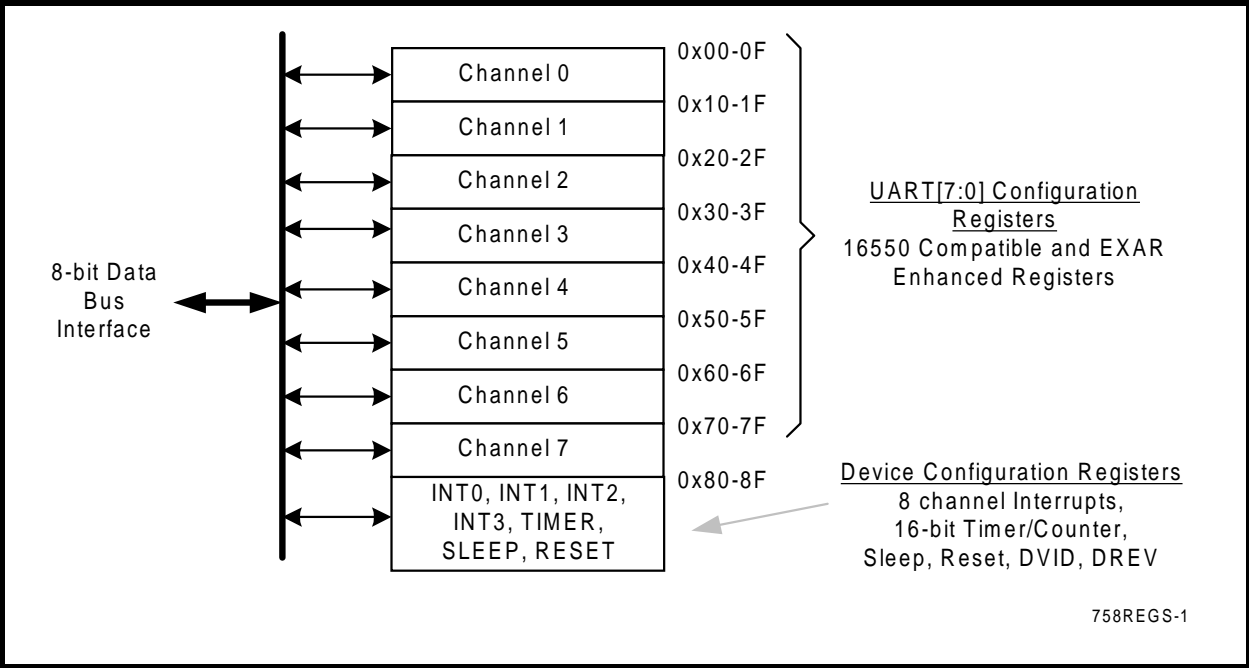 0x00-0F
Channel 0
0x10-1F
Channel 1
0x20-2F
Channel 2
0x30-3F
Channel 3
0x40-4F
Channel 4
0x50-5F
Channel 5
0x60-6F
Channel 6
0x70-7F
Channel 7
0x80-8F
INT0, INT1, INT2,
INT3, TIMER,
SLEEP, RESET
8-bit Data
Bus
Interface
UART[7:0] Configuration
Registers
16550 Compatible and EXAR
Enhanced Registers
Device Configuration Registers
8 channel Interrupts,
16-bit Timer/Counter,
Sleep, Reset, DVID, DREV
758REGS-1